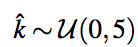 k̂ ~ 𝒰(0,5)